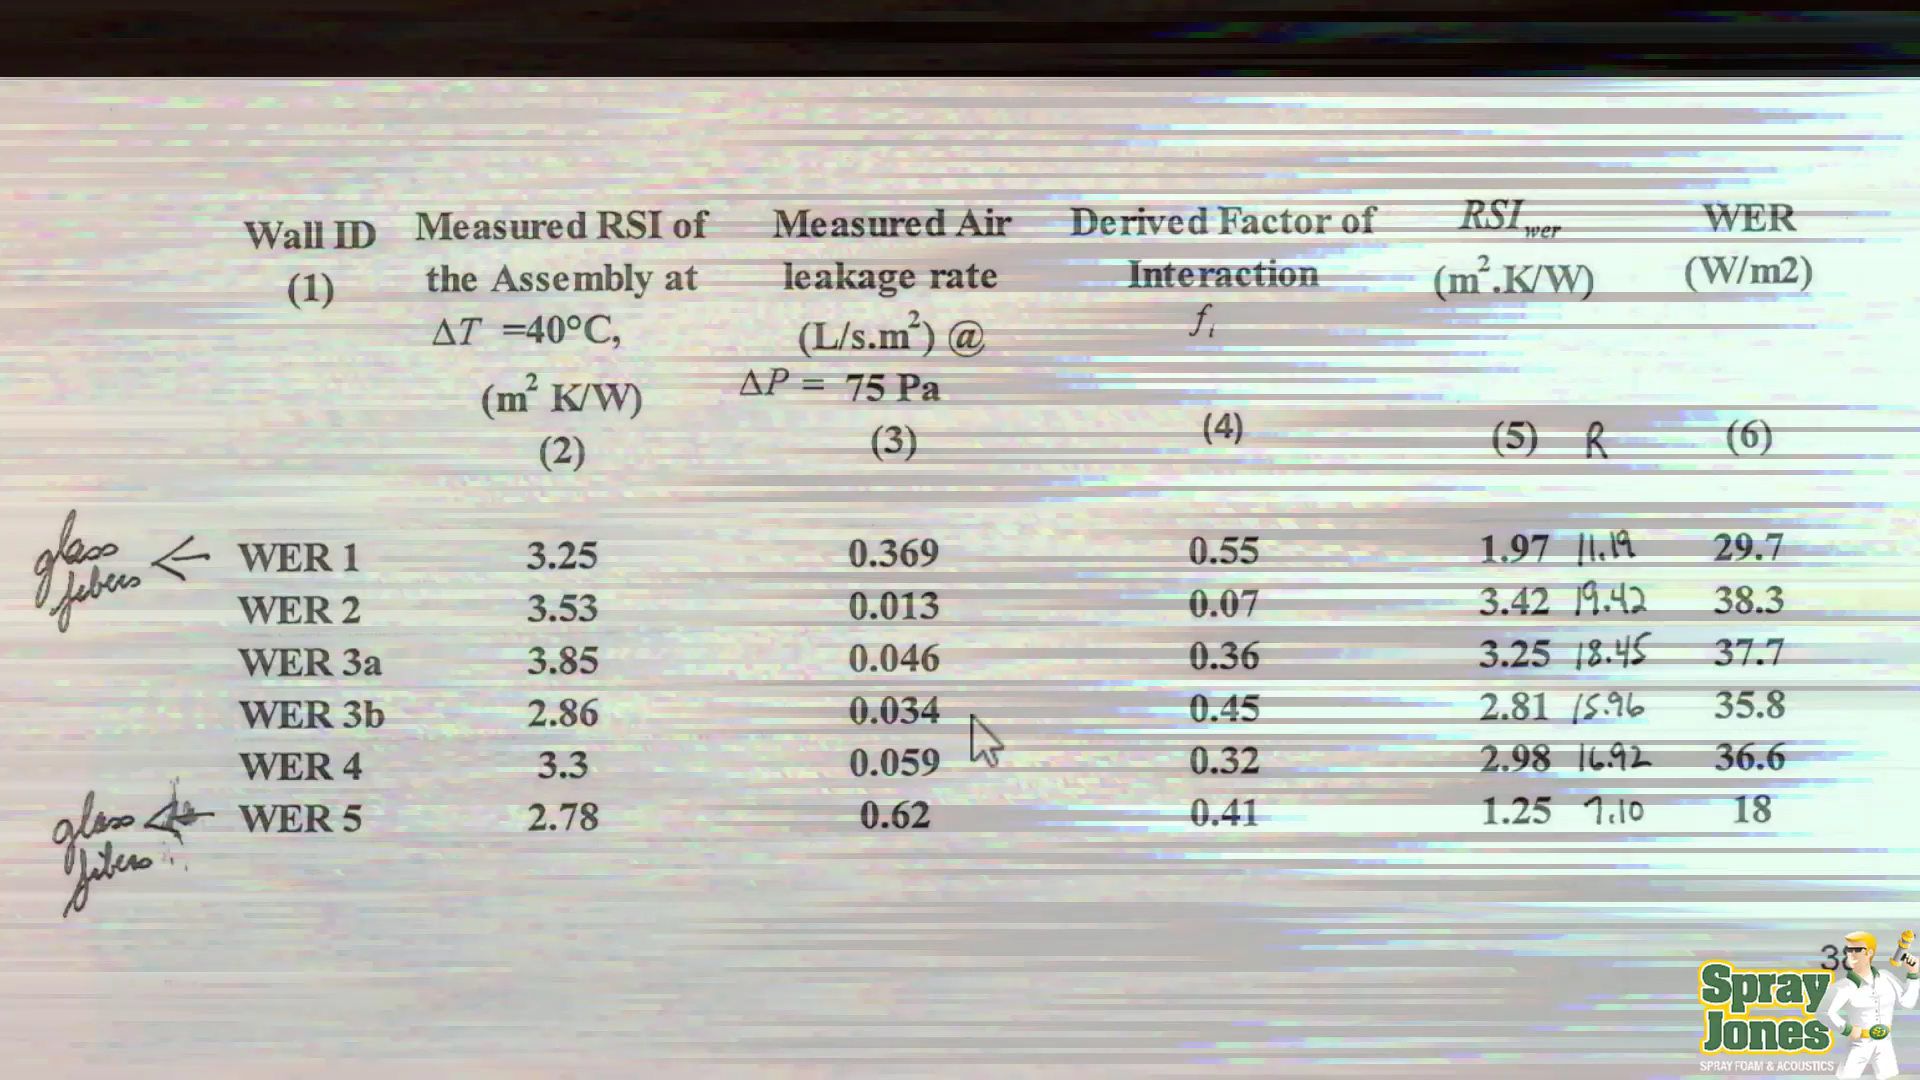 Wall ID Measured RSI of Measured Air Derived Factor of RSI wer WER
(1) the Assembly at leakage rate Interaction (m².K/W) (W/m2)
ΔT =40°C, (L/s.m²) @ fi
(m² K/W) ΔP = 75 Pa
(2) (3) (4) (5) R (6)
glass fibers < WER 1 3.25 0.369 0.55 1.97 11.19 29.7
WER 2 3.53 0.013 0.07 3.42 19.42 38.3
WER 3a 3.85 0.046 0.36 3.25 18.45 37.7
WER 3b 2.86 0.034 0.45 2.81 15.96 35.8
WER 4 3.3 0.059 0.32 2.98 16.92 36.6
glass fibers WER 5 2.78 0.62 0.41 1.25 7.10 18
Spray
Jones
SPRAY FOAM & ACOUSTICS